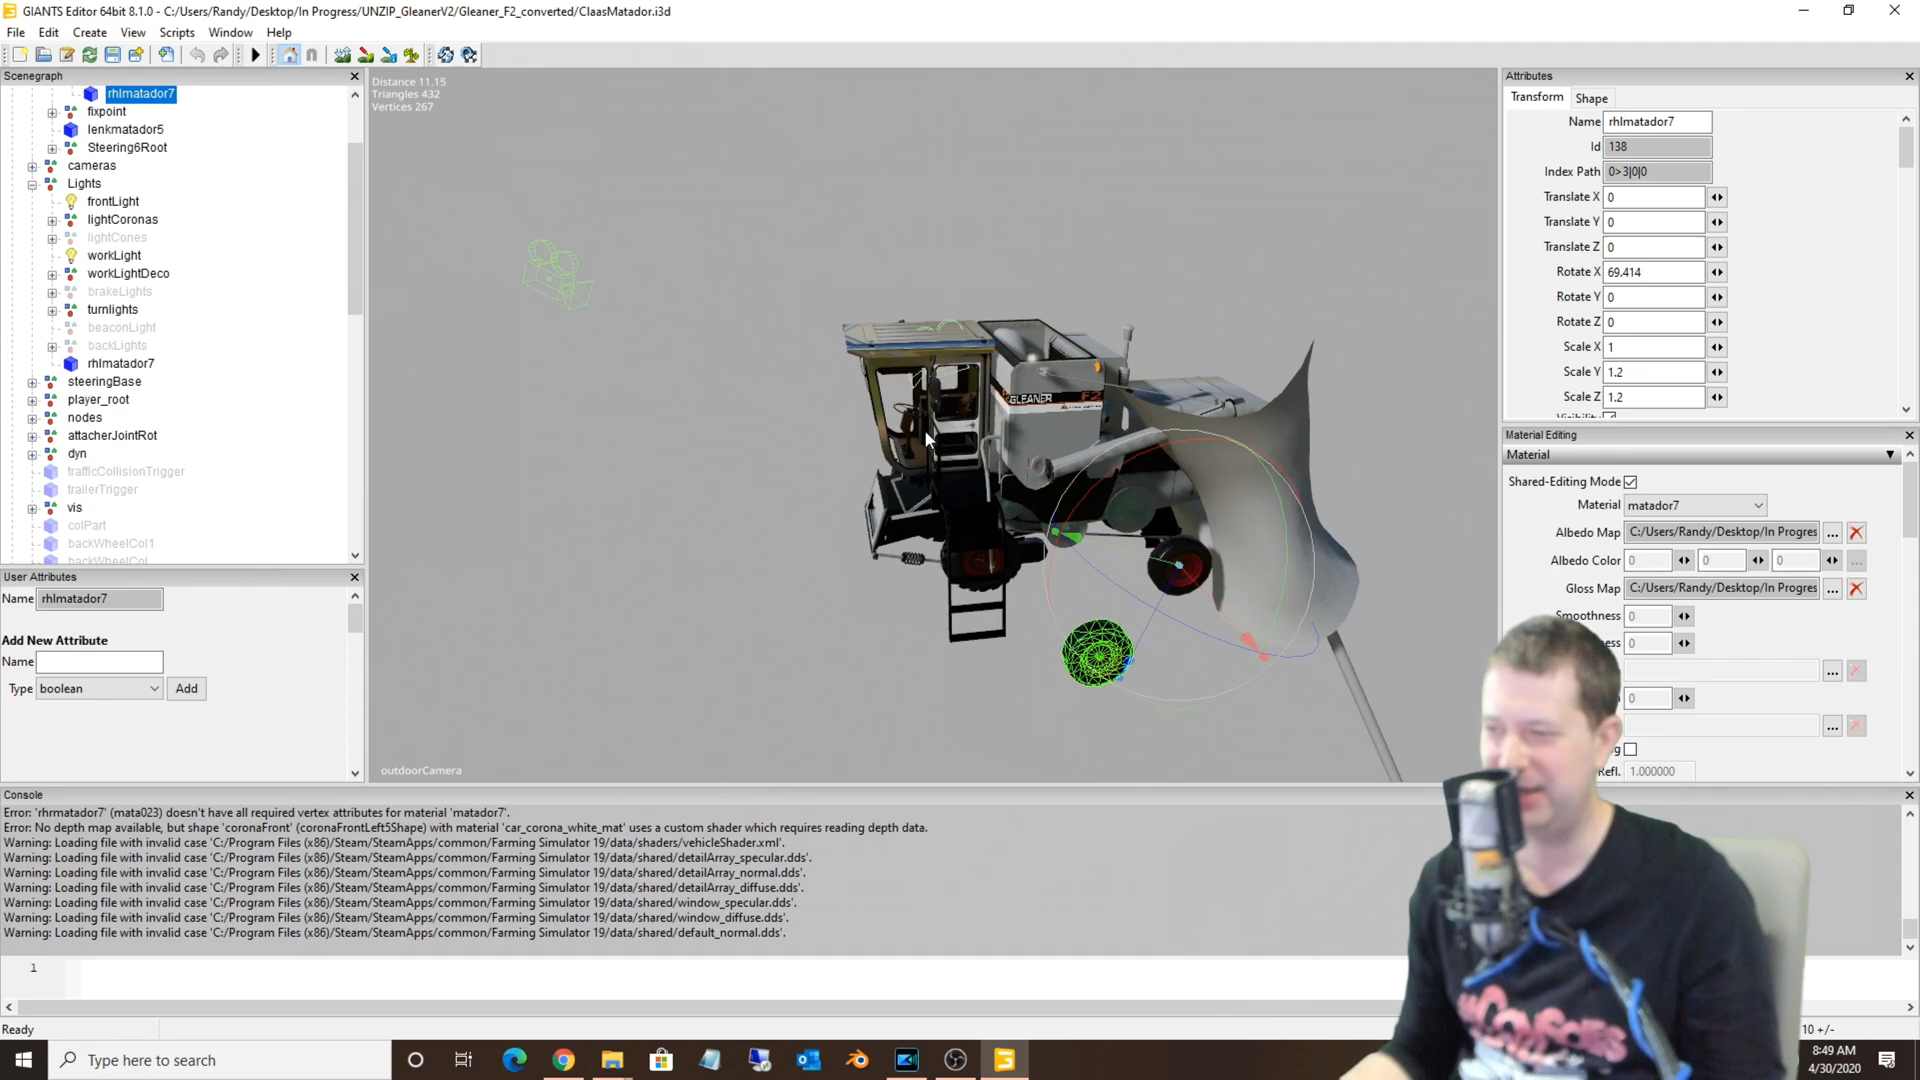 GIANTS Editor 64bit 8.1.0 - C:/Users/Randy/Desktop/In Progress/UNZIP_GleanerV2/Gleaner_F2_converted/ClaasMatador.i3d
File Edit Create View Scripts Window Help
Scenegraph
rhlmatador7
fixpoint
lenkmatador5
Steering6Root
cameras
Lights
frontLight
lightCoronas
lightCones
workLight
workLightDeco
brakeLights
turnlights
beaconLight
backLights
rhlmatador7
steeringBase
player_root
nodes
attacherJointRot
dyn
trafficCollisionTrigger
trailerTrigger
vis
colPart
backWheelCol1
backWheelCol
User Attributes
Name rhlmatador7
Add New Attribute
Name
Type boolean Add
Distance 11.15
Triangles 432
Vertices 267
GLEANER F2
outdoorCamera
Attributes
Transform Shape
Name rhlmatador7
Id 138
Index Path 0>3|0|0
Translate X 0
Translate Y 0
Translate Z 0
Rotate X 69.414
Rotate Y 0
Rotate Z 0
Scale X 1
Scale Y 1.2
Scale Z 1.2
Material Editing
Material
Shared-Editing Mode
Material matador7
Albedo Map C:/Users/Randy/Desktop/In Progres
Albedo Color 0 0 0
Gloss Map C:/Users/Randy/Desktop/In Progres
Smoothness 0
0
0
Refl. 1.000000
Console
Error: 'rhrmatador7' (mata023) doesn't have all required vertex attributes for material 'matador7'.
Error: No depth map available, but shape 'coronaFront' (coronaFrontLeft5Shape) with material 'car_corona_white_mat' uses a custom shader which requires reading depth data.
Warning: Loading file with invalid case 'C:/Program Files (x86)/Steam/SteamApps/common/Farming Simulator 19/data/shaders/vehicleShader.xml'.
Warning: Loading file with invalid case 'C:/Program Files (x86)/Steam/SteamApps/common/Farming Simulator 19/data/shared/detailArray_specular.dds'.
Warning: Loading file with invalid case 'C:/Program Files (x86)/Steam/SteamApps/common/Farming Simulator 19/data/shared/detailArray_normal.dds'.
Warning: Loading file with invalid case 'C:/Program Files (x86)/Steam/SteamApps/common/Farming Simulator 19/data/shared/detailArray_diffuse.dds'.
Warning: Loading file with invalid case 'C:/Program Files (x86)/Steam/SteamApps/common/Farming Simulator 19/data/shared/window_specular.dds'.
Warning: Loading file with invalid case 'C:/Program Files (x86)/Steam/SteamApps/common/Farming Simulator 19/data/shared/window_diffuse.dds'.
Warning: Loading file with invalid case 'C:/Program Files (x86)/Steam/SteamApps/common/Farming Simulator 19/data/shared/default_normal.dds'.
1
Ready
10 +/-
Type here to search
8:49 AM
4/30/2020